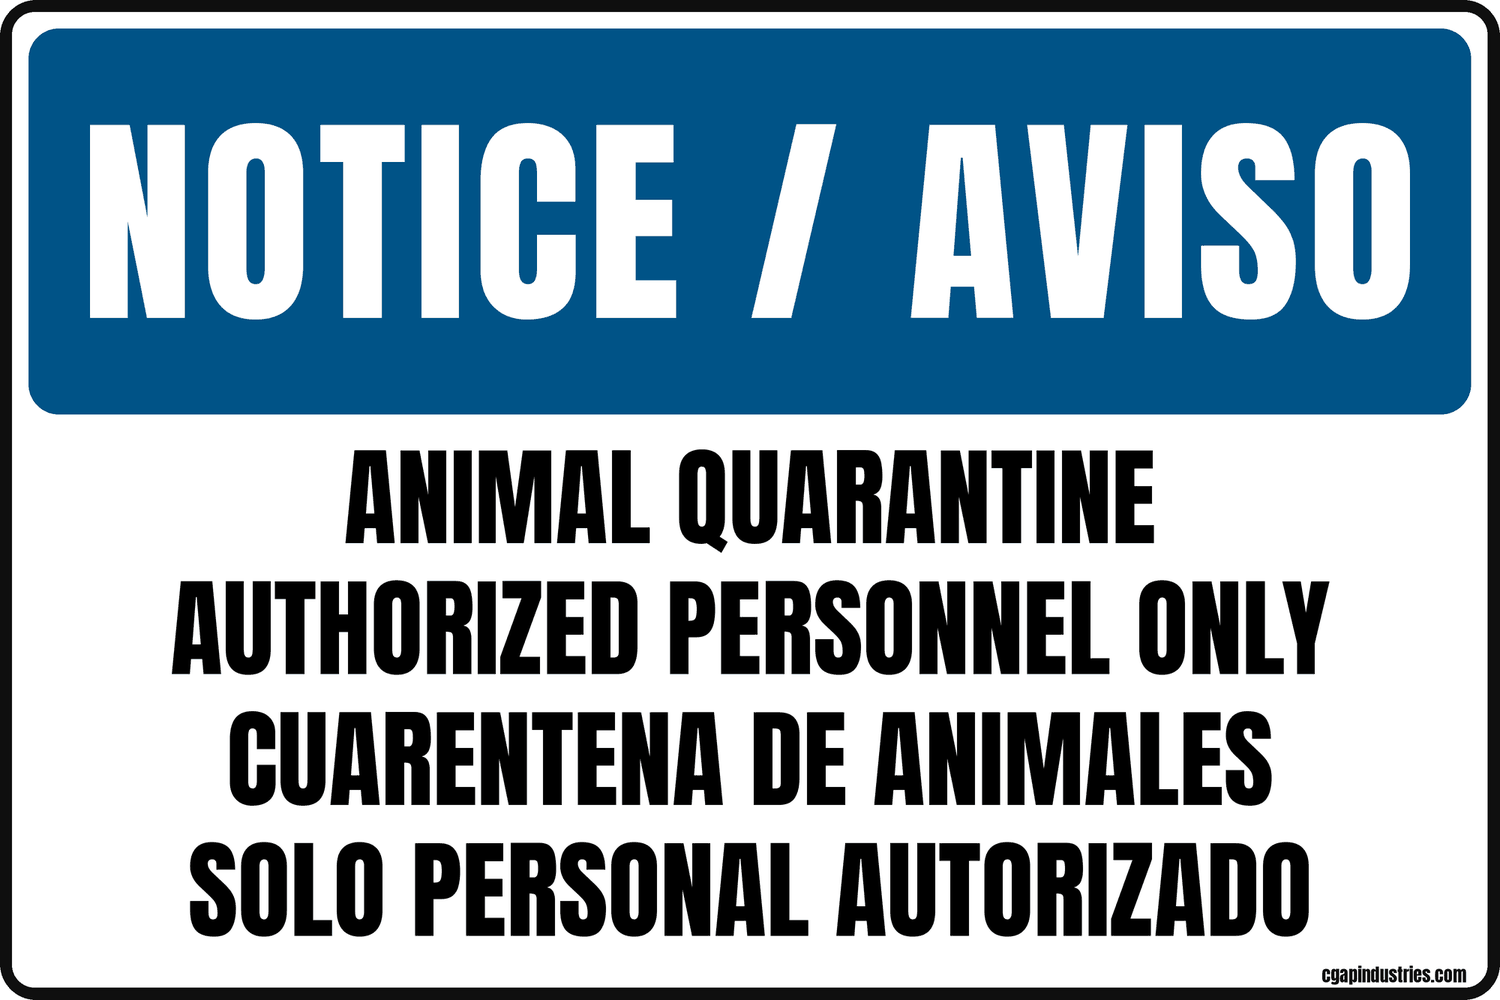 NOTICE / AVISO
ANIMAL QUARANTINE
AUTHORIZED PERSONNEL ONLY
CUARENTENA DE ANIMALES
SOLO PERSONAL AUTORIZADO
cgapindustries.com